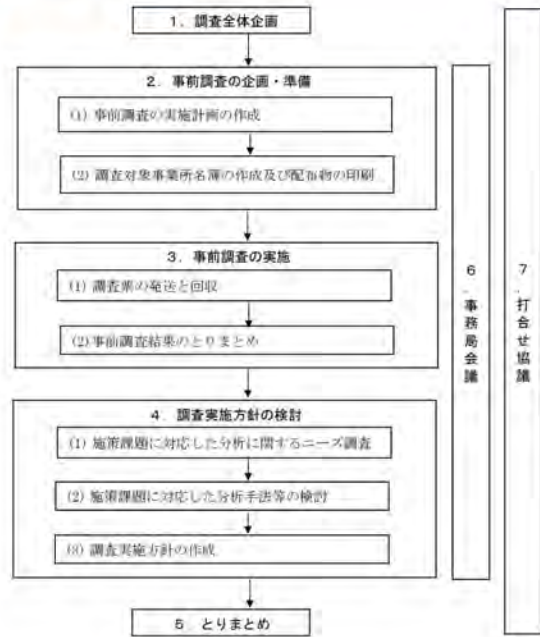 1．調査全体企画
2．事前調査の企画・準備
(1) 事前調査の実施計画の作成
(2) 調査対象事業所名簿の作成及び配布物の印刷
3．事前調査の実施
(1) 調査票の発送と回収
(2)事前調査結果のとりまとめ
4．調査実施方針の検討
(1) 施策課題に対応した分析に関するニーズ調査
(2) 施策課題に対応した分析手法等の検討
(3) 調査実施方針の作成
5．とりまとめ
6．事務局会議
7．打合せ協議